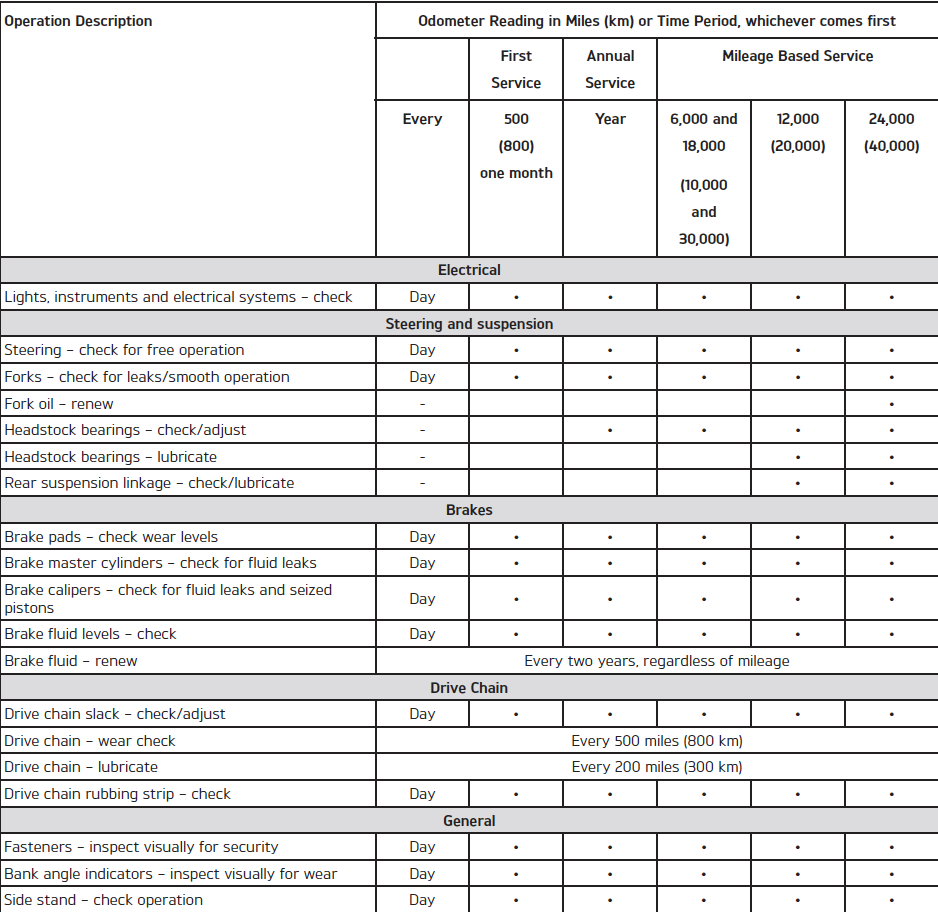 Operation Description
Odometer Reading in Miles (km) or Time Period, whichever comes first
First Service
Annual Service
Mileage Based Service
Every
500 (800) one month
Year
6,000 and 18,000 (10,000 and 30,000)
12,000 (20,000)
24,000 (40,000)
Electrical
Lights, instruments and electrical systems – check Day • • • • •
Steering and suspension
Steering – check for free operation Day • • • • •
Forks – check for leaks/smooth operation Day • • • • •
Fork oil – renew - •
Headstock bearings – check/adjust - • • • •
Headstock bearings – lubricate - • •
Rear suspension linkage – check/lubricate - • •
Brakes
Brake pads – check wear levels Day • • • • •
Brake master cylinders – check for fluid leaks Day • • • • •
Brake calipers – check for fluid leaks and seized
pistons Day • • • • •
Brake fluid levels – check Day • • • • •
Brake fluid – renew Every two years, regardless of mileage
Drive Chain
Drive chain slack – check/adjust Day • • • • •
Drive chain – wear check Every 500 miles (800 km)
Drive chain – lubricate Every 200 miles (300 km)
Drive chain rubbing strip – check Day • • • • •
General
Fasteners – inspect visually for security Day • • • • •
Bank angle indicators – inspect visually for wear Day • • • • •
Side stand – check operation Day • • • • •